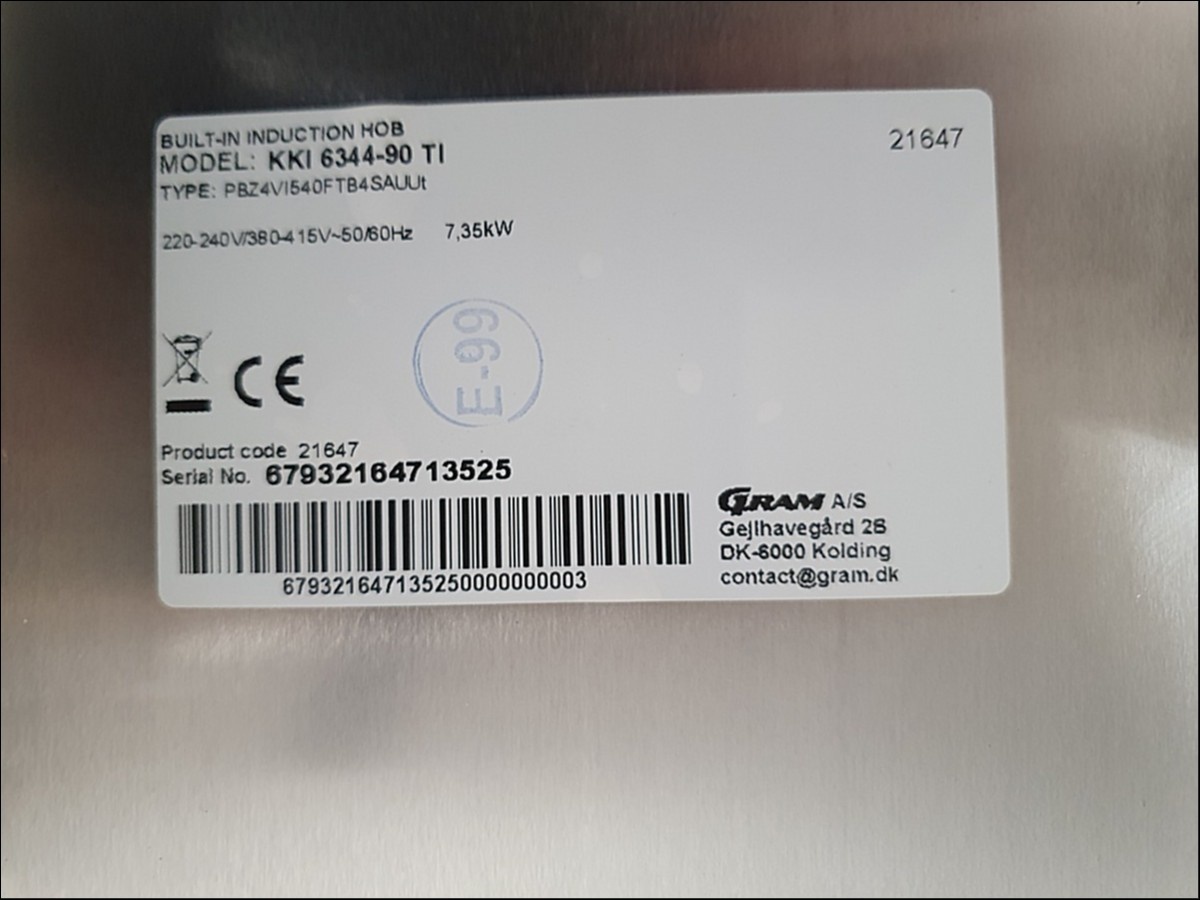 BUILT-IN INDUCTION HOB
21647
MODEL: KKI 6344-90 TI
TYPE: PBZ4VI540FTB4SAUUt
220-240V/380-415V~50/60Hz 7,35kW
E-99
CE
Product code 21647
Serial No. 67932164713525
679321647135250000000003
GRAM A/S
Gejlhavegård 2B
DK-6000 Kolding
contact@gram.dk